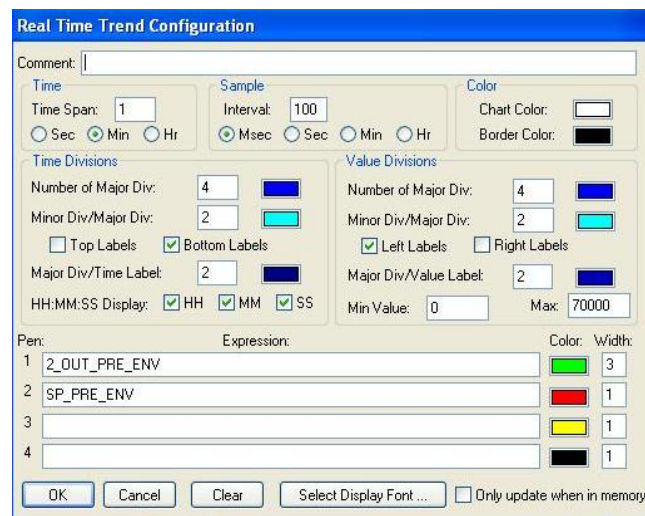 Real Time Trend Configuration
Comment:
Time
Sample
Color
Time Span: 1
Interval: 100
Chart Color:
Sec Min Hr
Msec Sec Min Hr
Border Color:
Time Divisions
Value Divisions
Number of Major Div: 4
Number of Major Div: 4
Minor Div/Major Div: 2
Minor Div/Major Div: 2
Top Labels Bottom Labels
Left Labels Right Labels
Major Div/Time Label: 2
Major Div/Value Label: 2
HH:MM:SS Display: HH MM SS
Min Value: 0 Max: 70000
Pen: Expression: Color: Width:
1 2_OUT_PRE_ENV 3
2 SP_PRE_ENV 1
3 1
4 1
OK Cancel Clear Select Display Font ... Only update when in memory